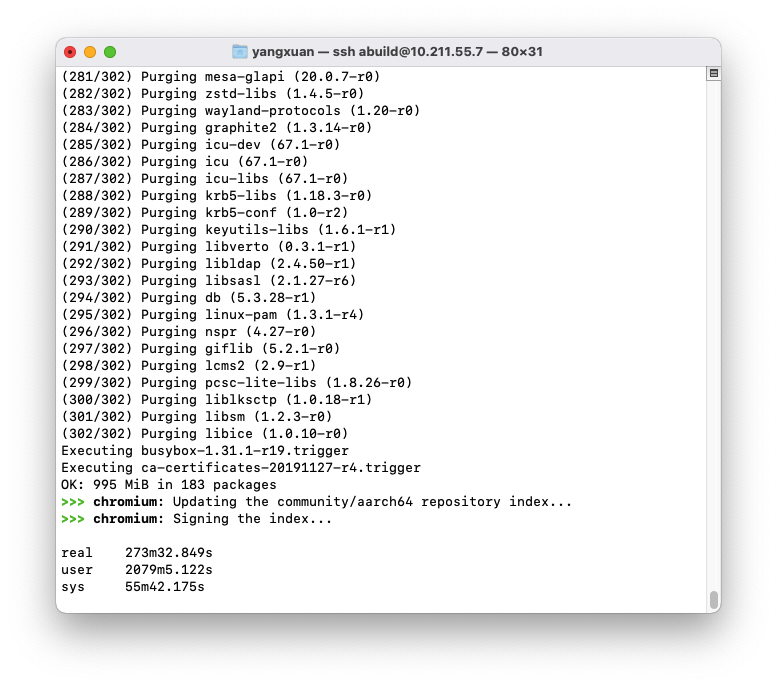 yangxuan — ssh abuild@10.211.55.7 — 80×31
(281/302) Purging mesa-glapi (20.0.7-r0)
(282/302) Purging zstd-libs (1.4.5-r0)
(283/302) Purging wayland-protocols (1.20-r0)
(284/302) Purging graphite2 (1.3.14-r0)
(285/302) Purging icu-dev (67.1-r0)
(286/302) Purging icu (67.1-r0)
(287/302) Purging icu-libs (67.1-r0)
(288/302) Purging krb5-libs (1.18.3-r0)
(289/302) Purging krb5-conf (1.0-r2)
(290/302) Purging keyutils-libs (1.6.1-r1)
(291/302) Purging libverto (0.3.1-r1)
(292/302) Purging libldap (2.4.50-r1)
(293/302) Purging libsasl (2.1.27-r6)
(294/302) Purging db (5.3.28-r1)
(295/302) Purging linux-pam (1.3.1-r4)
(296/302) Purging nspr (4.27-r0)
(297/302) Purging giflib (5.2.1-r0)
(298/302) Purging lcms2 (2.9-r1)
(299/302) Purging pcsc-lite-libs (1.8.26-r0)
(300/302) Purging liblksctp (1.0.18-r1)
(301/302) Purging libsm (1.2.3-r0)
(302/302) Purging libice (1.0.10-r0)
Executing busybox-1.31.1-r19.trigger
Executing ca-certificates-20191127-r4.trigger
OK: 995 MiB in 183 packages
>>> chromium: Updating the community/aarch64 repository index...
>>> chromium: Signing the index...
real    273m32.849s
user    2079m5.122s
sys     55m42.175s